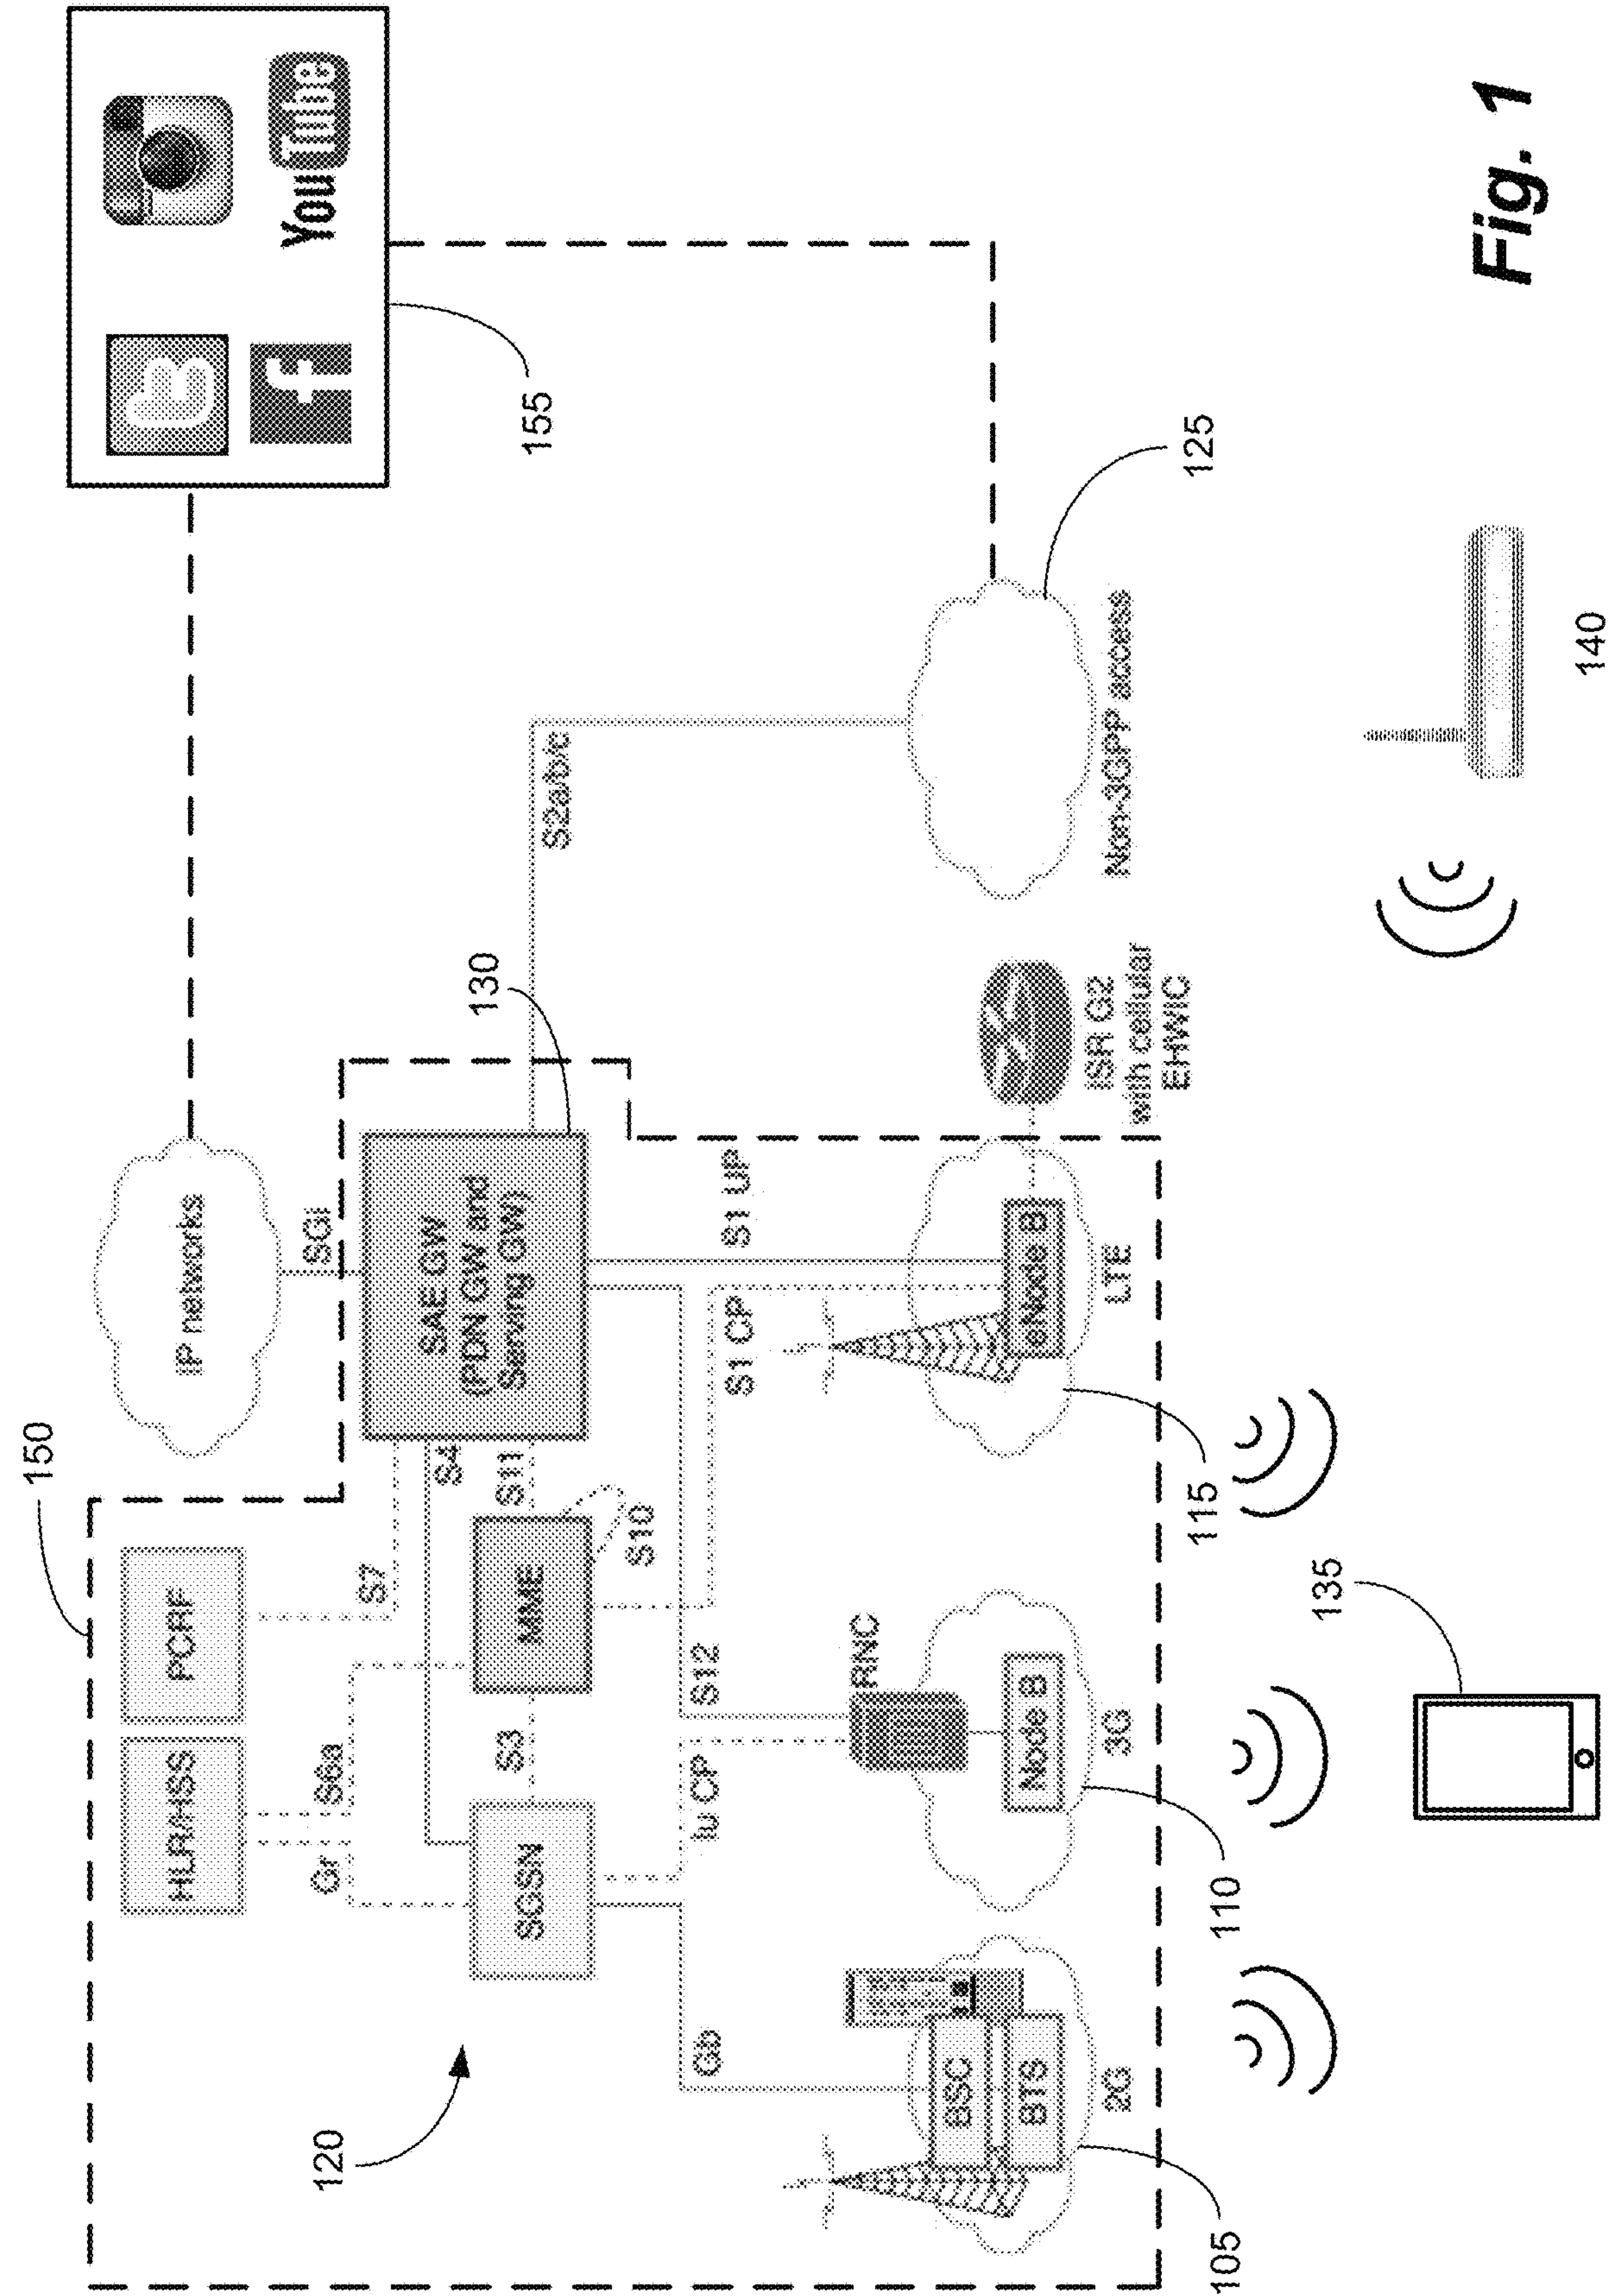 150
IP networks
YouTube
155
HLR/HSS
PCRF
SGi
Gr
S6a
S7
S4
SAE GW
(PDN GW and
Serving GW)
130
120
SGSN
S3
MNE
S11
S10
S2a/b/c
Gb
Iu CP
S12
S1 CP
S1 UP
RNC
BSC
BTS
Node B
eNode B
2G
3G
LTE
ISR G2
with cellular
EHWIC
Non-3GPP access
125
105
110
115
135
140
Fig. 1